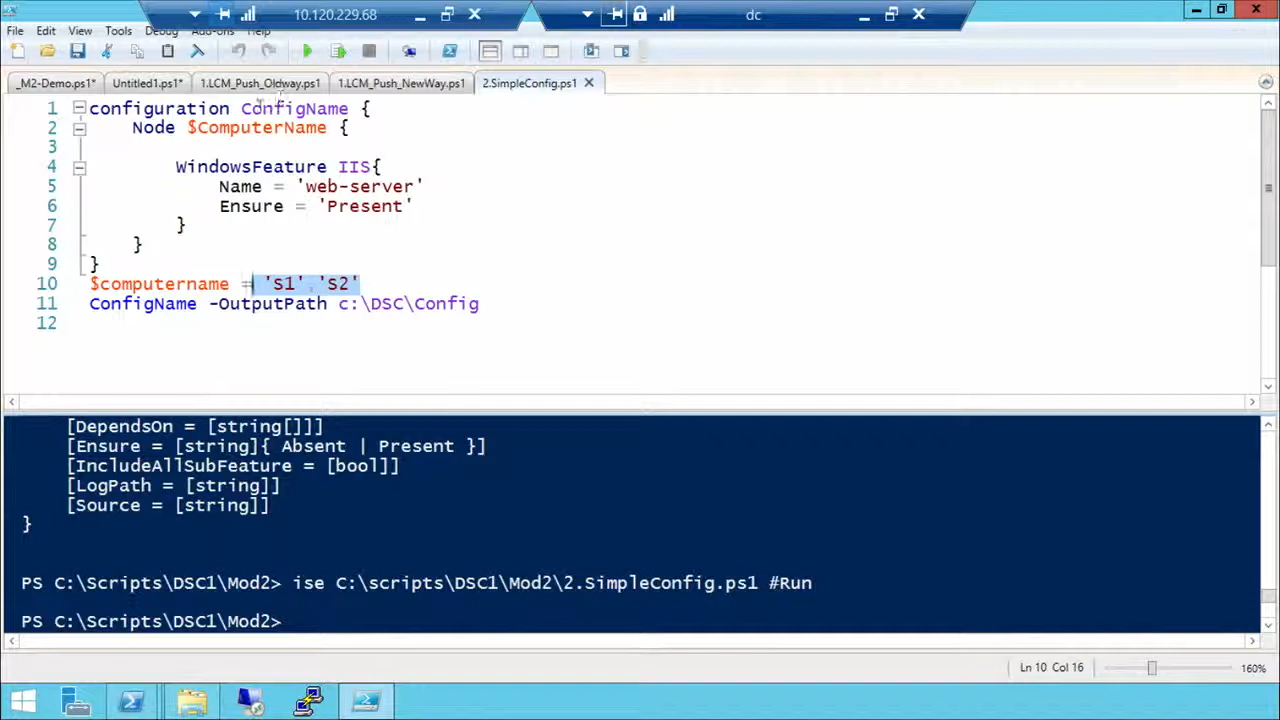 10.120.229.68
dc
File Edit View Tools Debug Add-ons Help
_M2-Demo.ps1* Untitled1.ps1* 1.LCM_Push_Oldway.ps1 1.LCM_Push_NewWay.ps1 2.SimpleConfig.ps1
1 configuration ConfigName {
2 Node $ComputerName {
3
4 WindowsFeature IIS{
5 Name = 'web-server'
6 Ensure = 'Present'
7 }
8 }
9 }
10 $computername = 'S1','S2'
11 ConfigName -OutputPath c:\DSC\Config
12
[DependsOn = [string[]]]
[Ensure = [string]{ Absent | Present }]
[IncludeAllSubFeature = [bool]]
[LogPath = [string]]
[Source = [string]]
}
PS C:\Scripts\DSC1\Mod2> ise C:\scripts\DSC1\Mod2\2.SimpleConfig.ps1 #Run
PS C:\Scripts\DSC1\Mod2>
Ln 10 Col 16 160%